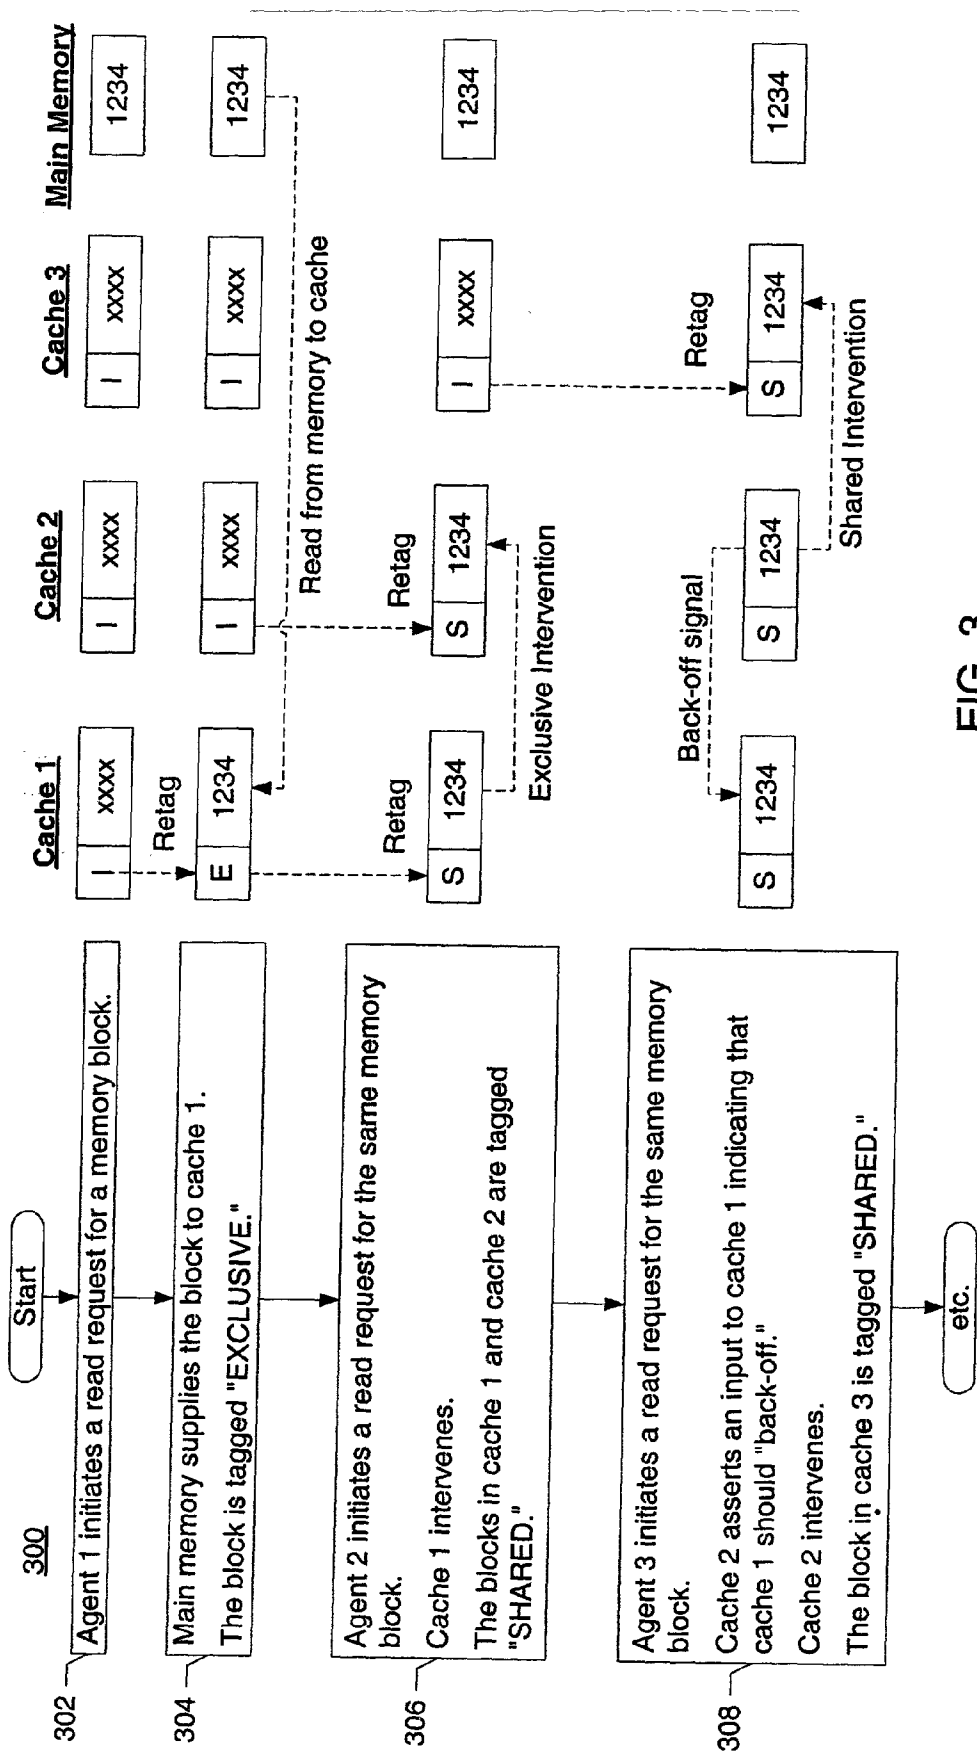 300
Start
302
Agent 1 initiates a read request for a memory block.
304
Main memory supplies the block to cache 1.
The block is tagged "EXCLUSIVE."
306
Agent 2 initiates a read request for the same memory
block.
Cache 1 intervenes.
The blocks in cache 1 and cache 2 are tagged
"SHARED."
308
Agent 3 initiates a read request for the same memory
block.
Cache 2 asserts an input to cache 1 indicating that
cache 1 should "back-off."
Cache 2 intervenes.
The block in cache 3 is tagged "SHARED."
etc.
Cache 1 Cache 2 Cache 3 Main Memory
I xxxx I xxxx I xxxx 1234
Retag
E 1234 I xxxx I xxxx 1234
Read from memory to cache
Retag Retag
S 1234 S 1234 I xxxx 1234
Exclusive Intervention
Back-off signal Retag
S 1234 S 1234 S 1234 1234
Shared Intervention
FIG. 3